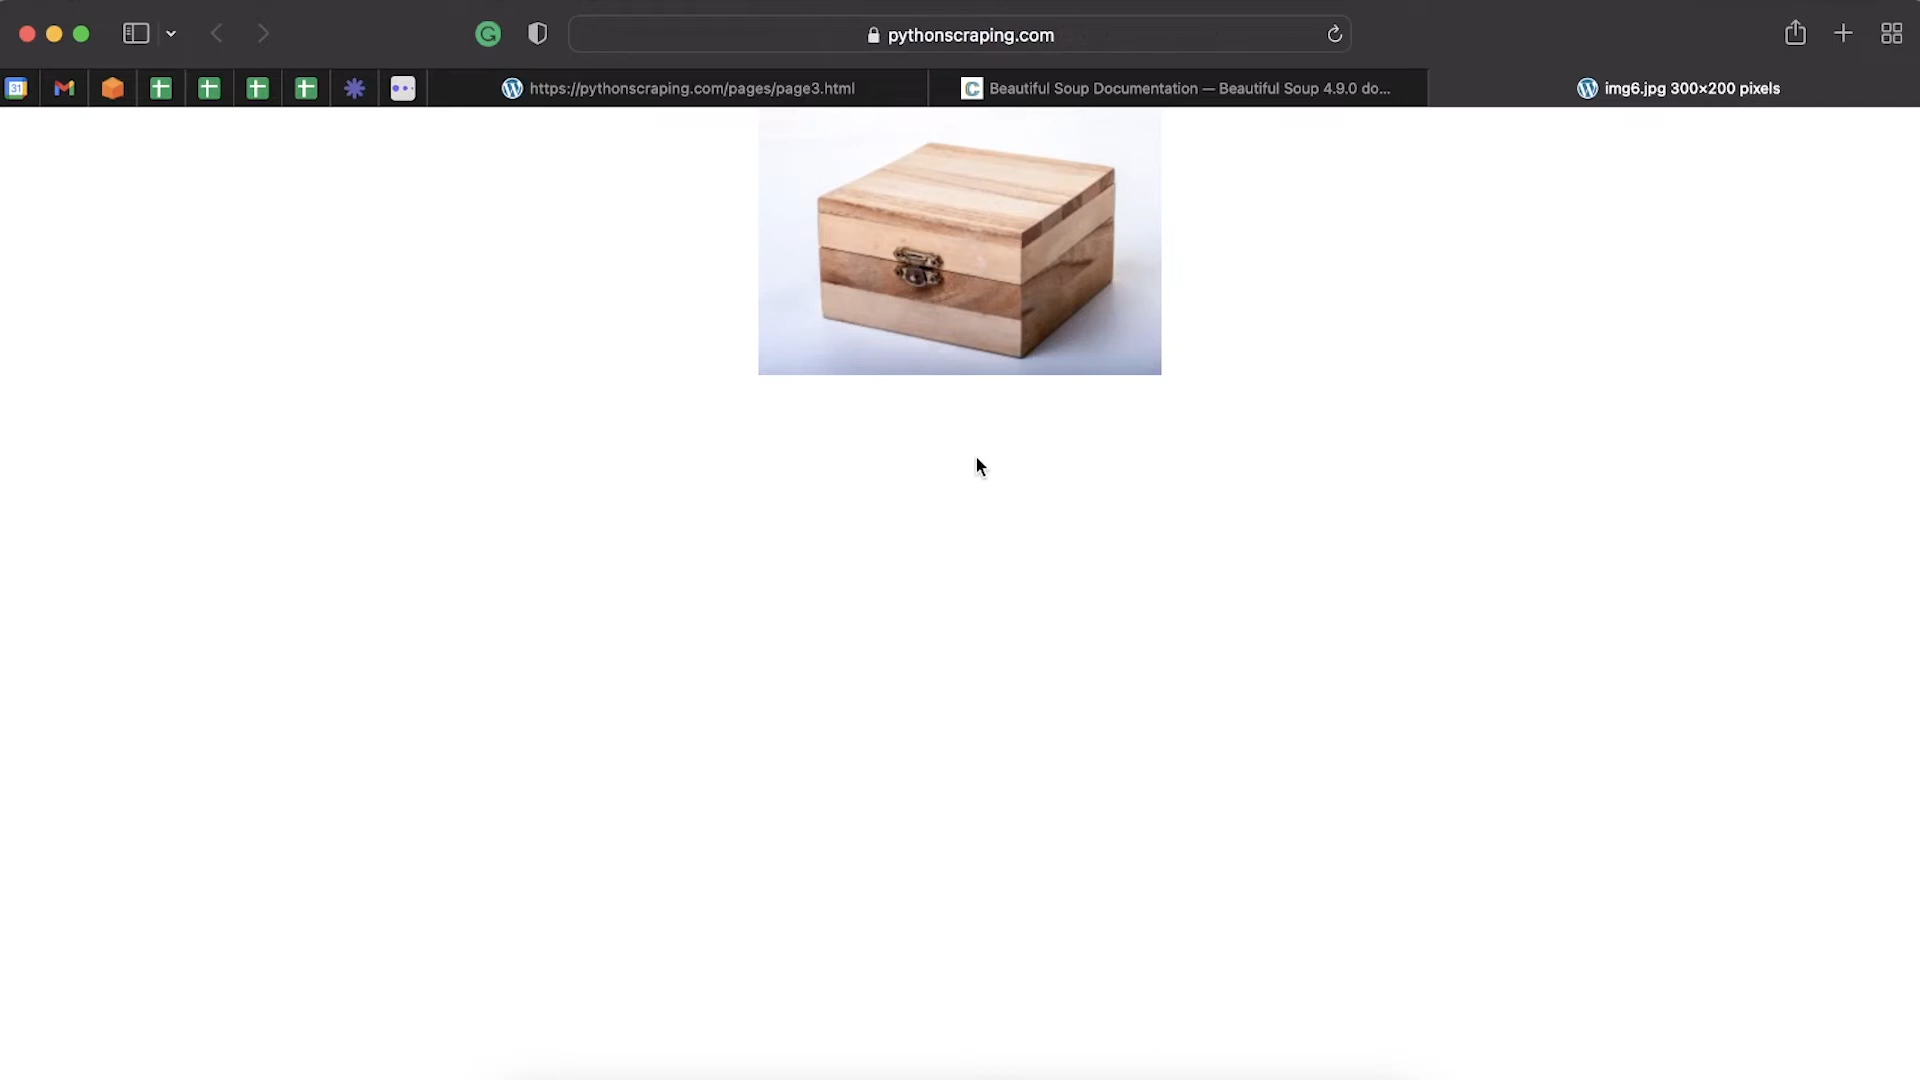 pythonscraping.com
31
https://pythonscraping.com/pages/page3.html
Beautiful Soup Documentation — Beautiful Soup 4.9.0 do...
img6.jpg 300×200 pixels